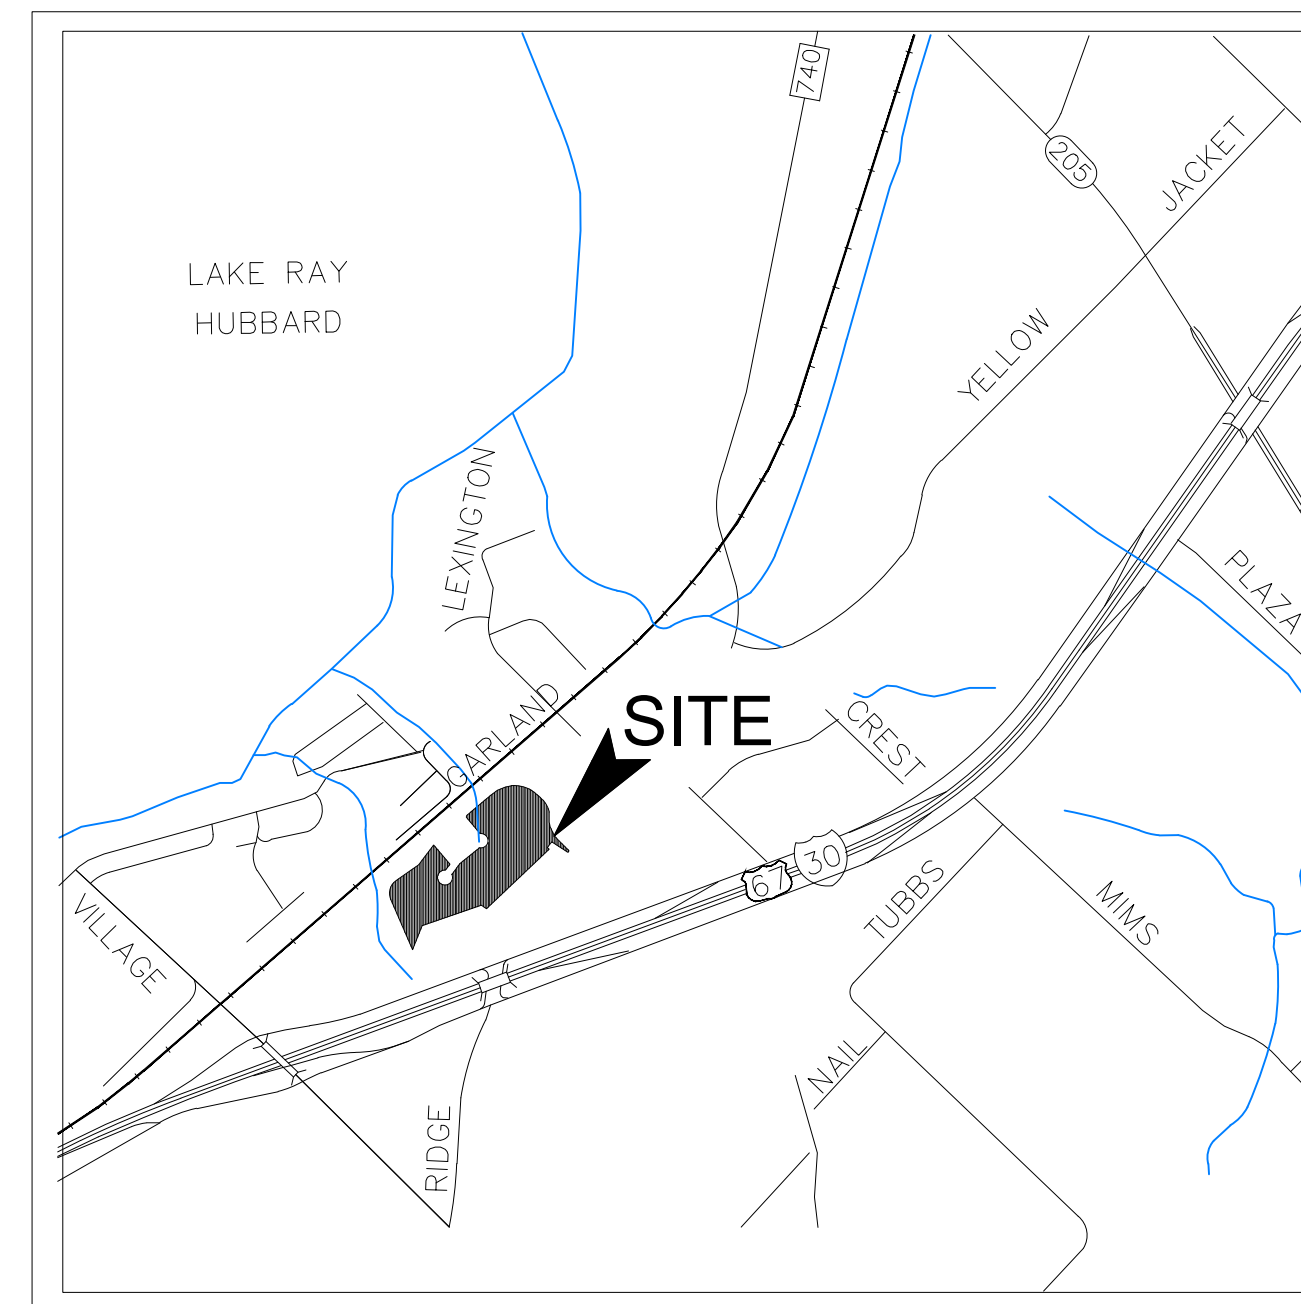 740
205
JACKET
LAKE RAY
HUBBARD
YELLOW
LEXINGTON
PLAZA
GARLAND
SITE
CREST
67
30
TUBBS
MIMS
VILLAGE
NAIL
RIDGE